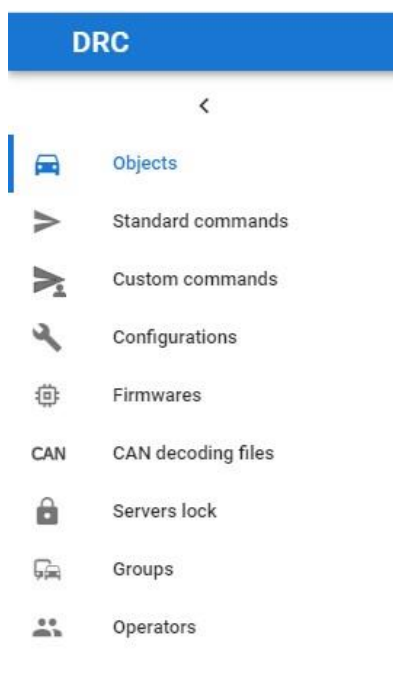 DRC
Objects
Standard commands
Custom commands
Configurations
Firmwares
CAN CAN decoding files
Servers lock
Groups
Operators